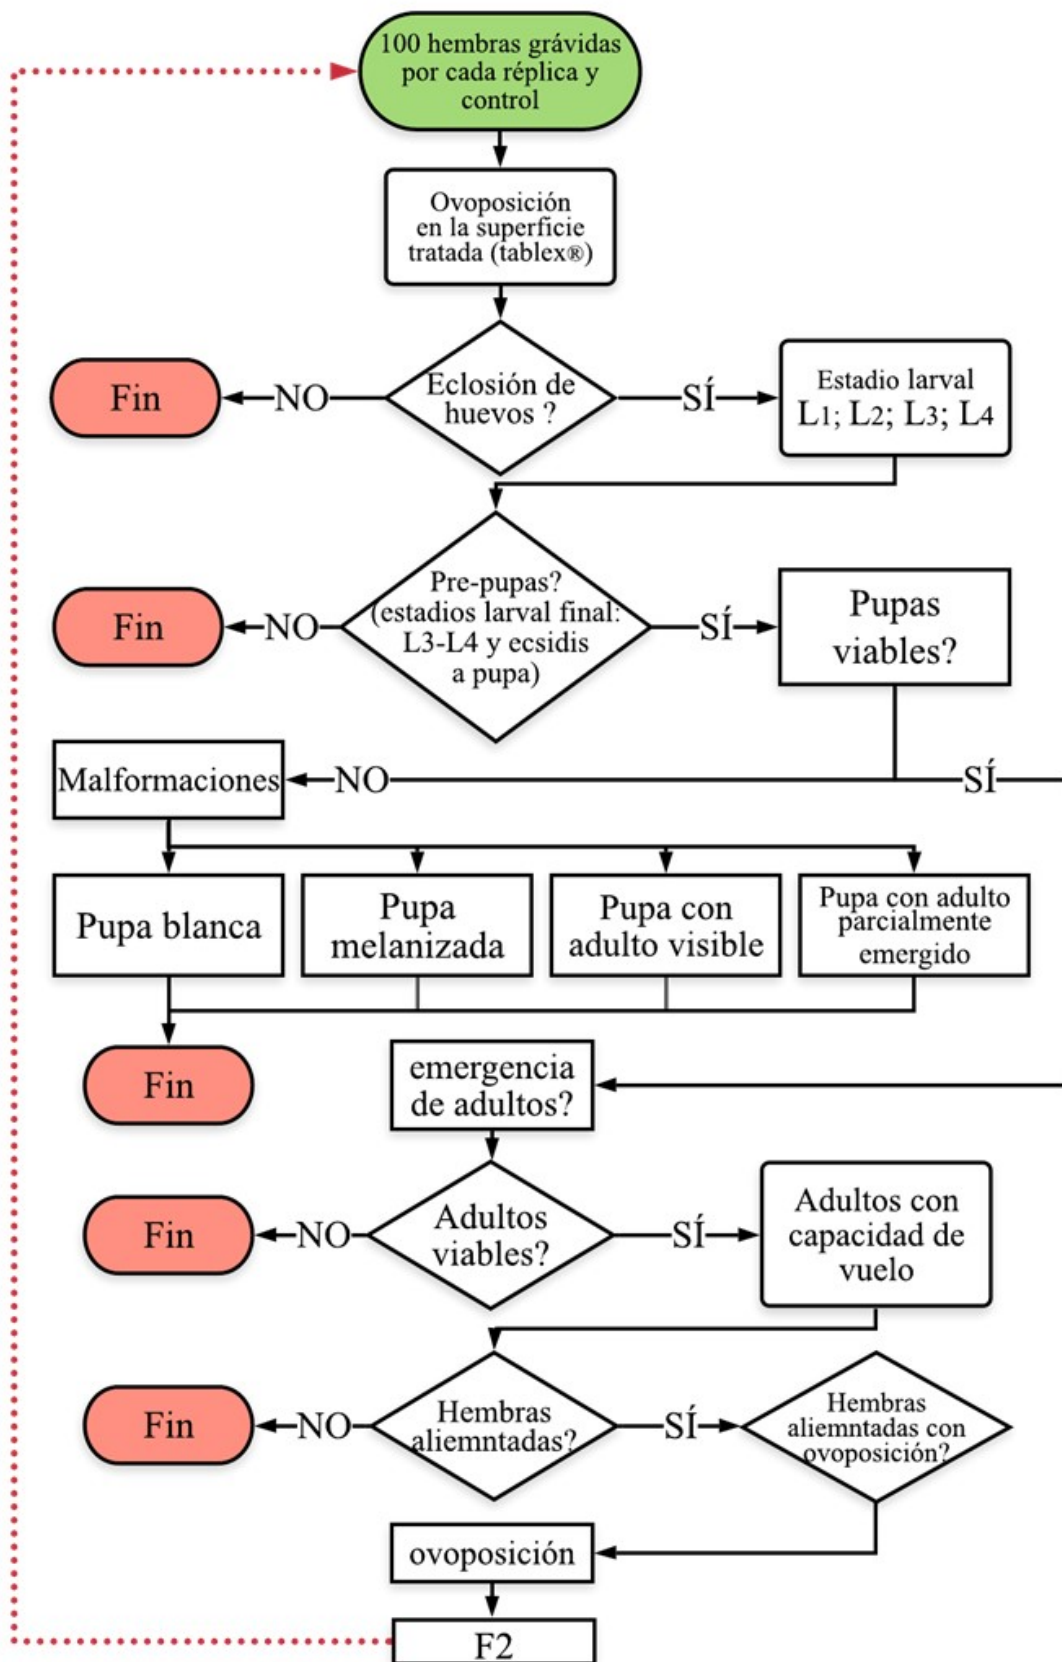 100 hembras grávidas
por cada réplica y
control
Ovoposición
en la superficie
tratada (tablex®)
Eclosión de
huevos ?
NO
Fin
SÍ
Estadio larval
L1; L2; L3; L4
Pre-pupas?
(estadios larval final:
L3-L4 y ecsidis
a pupa)
NO
Fin
SÍ
Pupas
viables?
NO
SÍ
Malformaciones
Pupa blanca
Pupa
melanizada
Pupa con
adulto visible
Pupa con adulto
parcialmente
emergido
Fin
emergencia
de adultos?
Adultos
viables?
NO
Fin
SÍ
Adultos con
capacidad de
vuelo
Hembras
aliemntadas?
NO
Fin
SÍ
Hembras
aliemntadas con
ovoposición?
ovoposición
F2